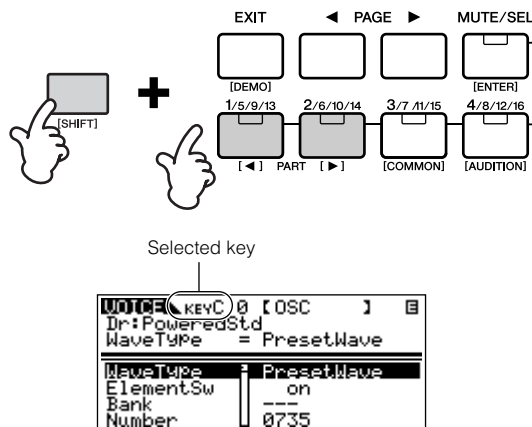 EXIT ◀ PAGE ▶ MUTE/SEL
[DEMO] [ENTER]
[SHIFT] +
1/5/9/13 2/6/10/14 3/7/11/15 4/8/12/16
[◀] PART [▶] [COMMON] [AUDITION]
Selected key
VOICE KEYC 0 [OSC ] E
Dr:PoweredStd
WaveType = PresetWave
WaveType = PresetWave
ElementSw on
Bank ---
Number 0735